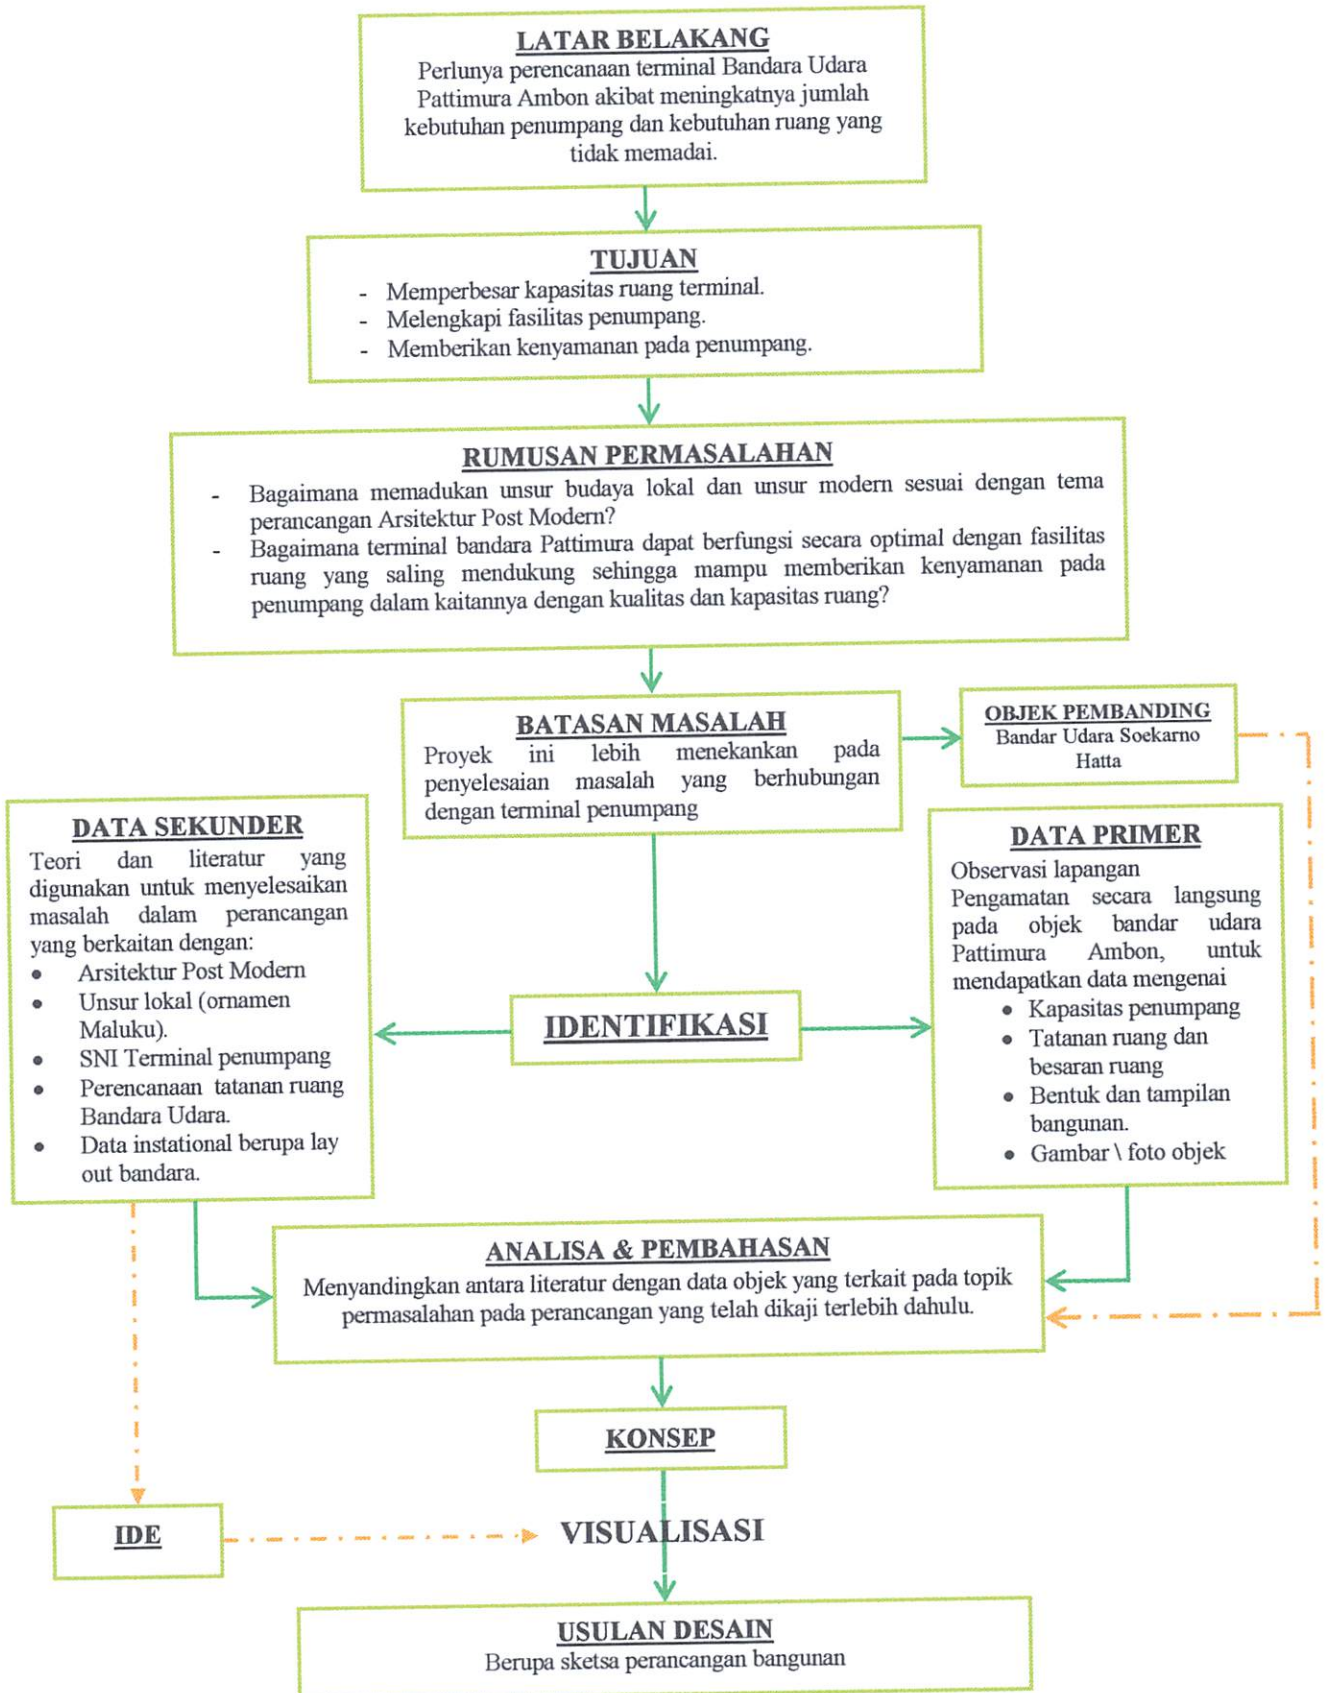 LATAR BELAKANG
Perlunya perencanaan terminal Bandara Udara
Pattimura Ambon akibat meningkatnya jumlah
kebutuhan penumpang dan kebutuhan ruang yang
tidak memadai.
TUJUAN
- Memperbesar kapasitas ruang terminal.
- Melengkapi fasilitas penumpang.
- Memberikan kenyamanan pada penumpang.
RUMUSAN PERMASALAHAN
- Bagaimana memadukan unsur budaya lokal dan unsur modern sesuai dengan tema
perancangan Arsitektur Post Modern?
- Bagaimana terminal bandara Pattimura dapat berfungsi secara optimal dengan fasilitas
ruang yang saling mendukung sehingga mampu memberikan kenyamanan pada
penumpang dalam kaitannya dengan kualitas dan kapasitas ruang?
BATASAN MASALAH
Proyek ini lebih menekankan pada
penyelesaian masalah yang berhubungan
dengan terminal penumpang
OBJEK PEMBANDING
Bandar Udara Soekarno
Hatta
DATA SEKUNDER
Teori dan literatur yang
digunakan untuk menyelesaikan
masalah dalam perancangan
yang berkaitan dengan:
• Arsitektur Post Modern
• Unsur lokal (ornamen
Maluku).
• SNI Terminal penumpang
• Perencanaan tatanan ruang
Bandara Udara.
• Data instational berupa lay
out bandara.
IDENTIFIKASI
DATA PRIMER
Observasi lapangan
Pengamatan secara langsung
pada objek bandar udara
Pattimura Ambon, untuk
mendapatkan data mengenai
• Kapasitas penumpang
• Tatanan ruang dan
besaran ruang
• Bentuk dan tampilan
bangunan.
• Gambar \ foto objek
ANALISA & PEMBAHASAN
Menyandingkan antara literatur dengan data objek yang terkait pada topik
permasalahan pada perancangan yang telah dikaji terlebih dahulu.
KONSEP
IDE
VISUALISASI
USULAN DESAIN
Berupa sketsa perancangan bangunan